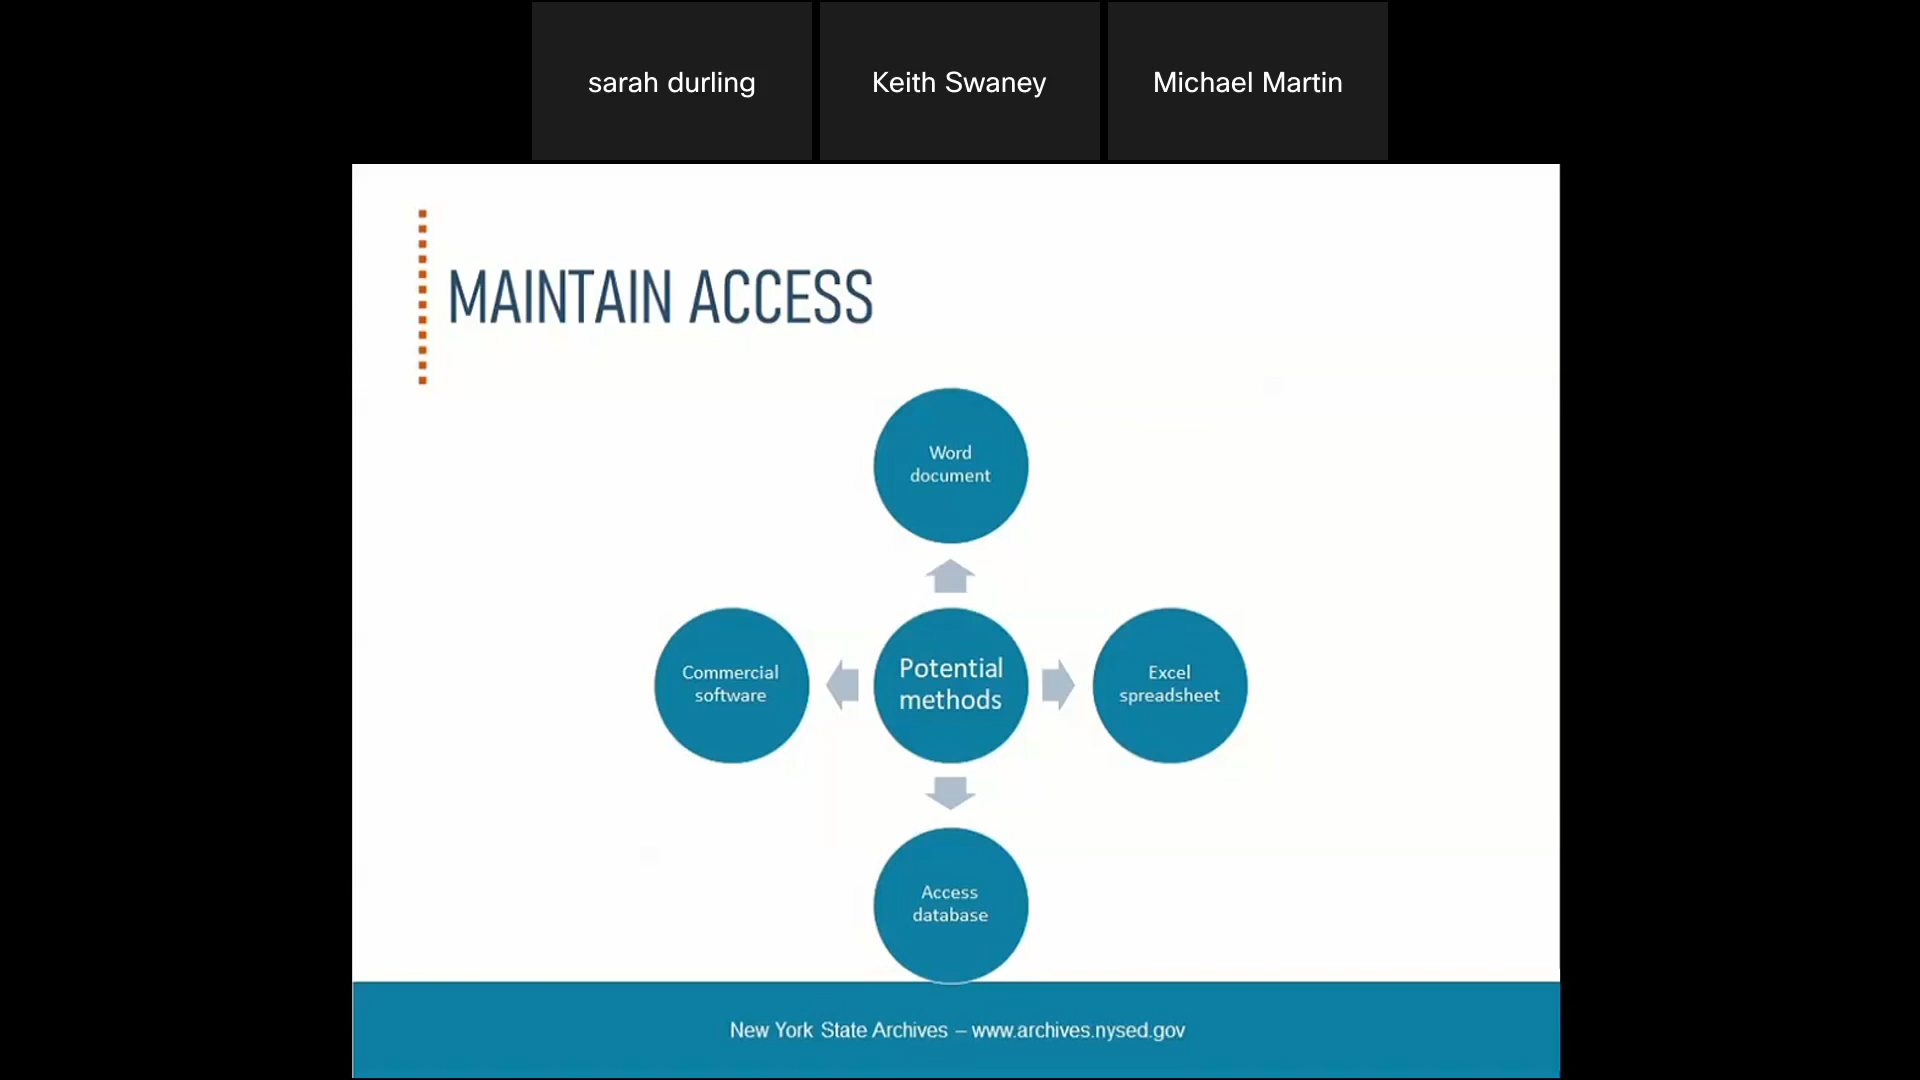 sarah durling
Keith Swaney
Michael Martin
MAINTAIN ACCESS
Word
document
Commercial
software
Potential
methods
Excel
spreadsheet
Access
database
New York State Archives – www.archives.nysed.gov